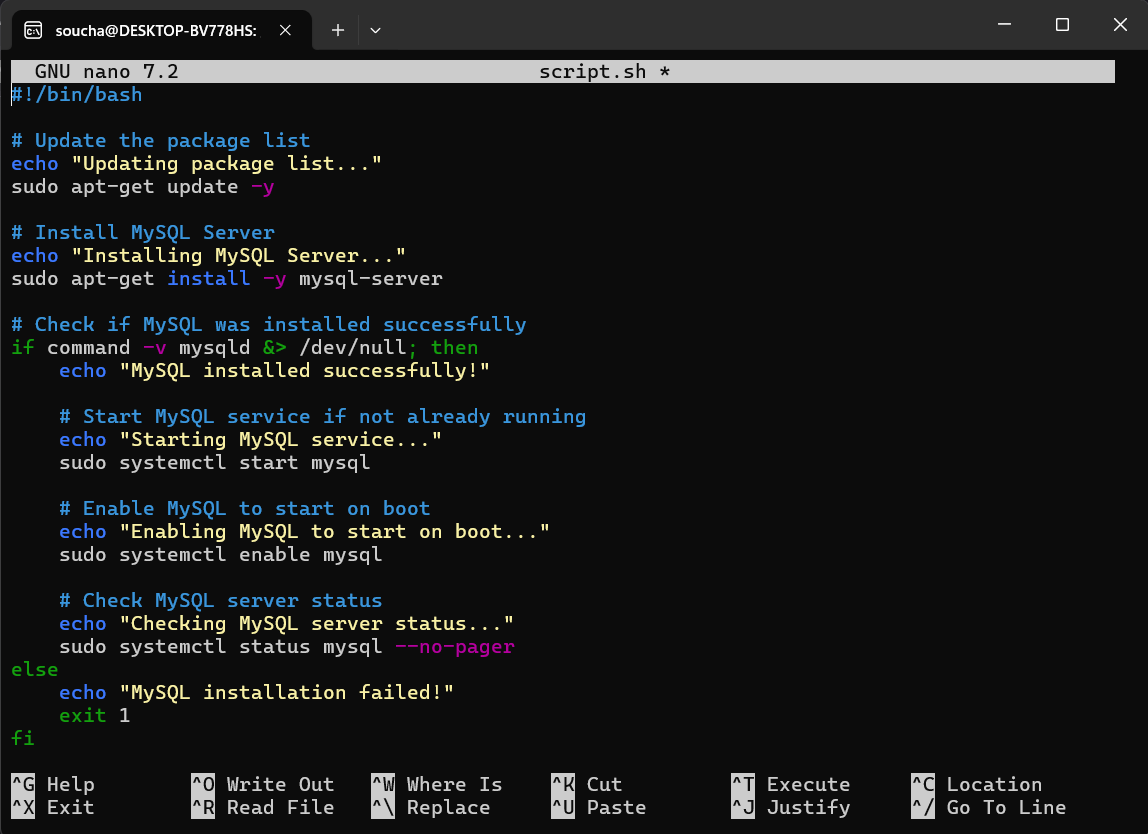 soucha@DESKTOP-BV778HS:
GNU nano 7.2 script.sh *
#!/bin/bash

# Update the package list
echo "Updating package list..."
sudo apt-get update -y

# Install MySQL Server
echo "Installing MySQL Server..."
sudo apt-get install -y mysql-server

# Check if MySQL was installed successfully
if command -v mysqld &> /dev/null; then
    echo "MySQL installed successfully!"

    # Start MySQL service if not already running
    echo "Starting MySQL service..."
    sudo systemctl start mysql

    # Enable MySQL to start on boot
    echo "Enabling MySQL to start on boot..."
    sudo systemctl enable mysql

    # Check MySQL server status
    echo "Checking MySQL server status..."
    sudo systemctl status mysql --no-pager
else
    echo "MySQL installation failed!"
    exit 1
fi

^G Help ^O Write Out ^W Where Is ^K Cut ^T Execute ^C Location
^X Exit ^R Read File ^\ Replace ^U Paste ^J Justify ^/ Go To Line